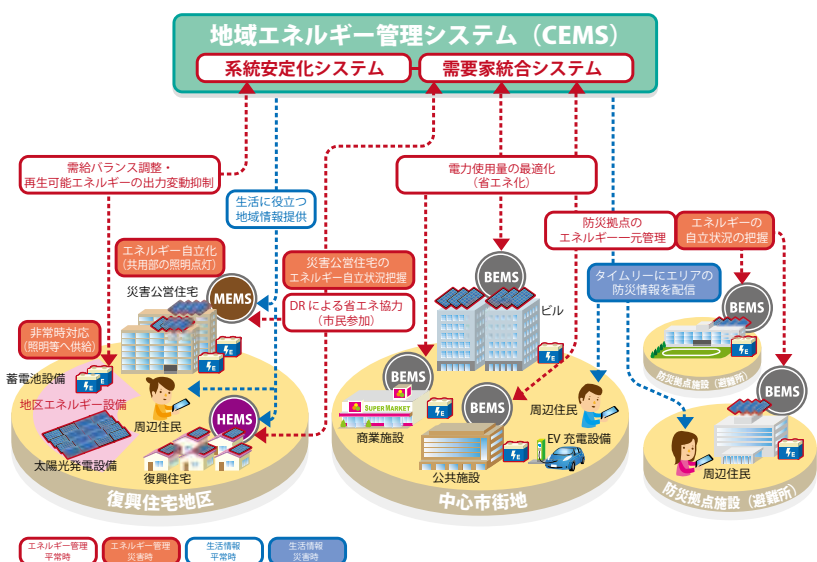 地域エネルギー管理システム（CEMS）
系統安定化システム
需要家統合システム
需給バランス調整・
再生可能エネルギーの出力変動抑制
生活に役立つ
地域情報提供
電力使用量の最適化
（省エネ化）
防災拠点の
エネルギー一元管理
エネルギーの
自立状況の把握
エネルギー自立化
（共用部の照明点灯）
災害公営住宅の
エネルギー自立状況把握
タイムリーにエリアの
防災情報を配信
災害公営住宅
MEMS
DRによる省エネ協力
（市民参加）
BEMS
ビル
BEMS
非常時対応
（照明等へ供給）
E
E
E
E
E
E
蓄電池設備
地区エネルギー設備
周辺住民
HEMS
太陽光発電設備
復興住宅
復興住宅地区
BEMS
SUPER MARKET
E
商業施設
BEMS
周辺住民
E
EV充電設備
公共施設
中心市街地
E
防災拠点施設（避難所）
BEMS
E
周辺住民
防災拠点施設（避難所）
エネルギー管理
平常時
エネルギー管理
災害時
生活情報
平常時
生活情報
災害時